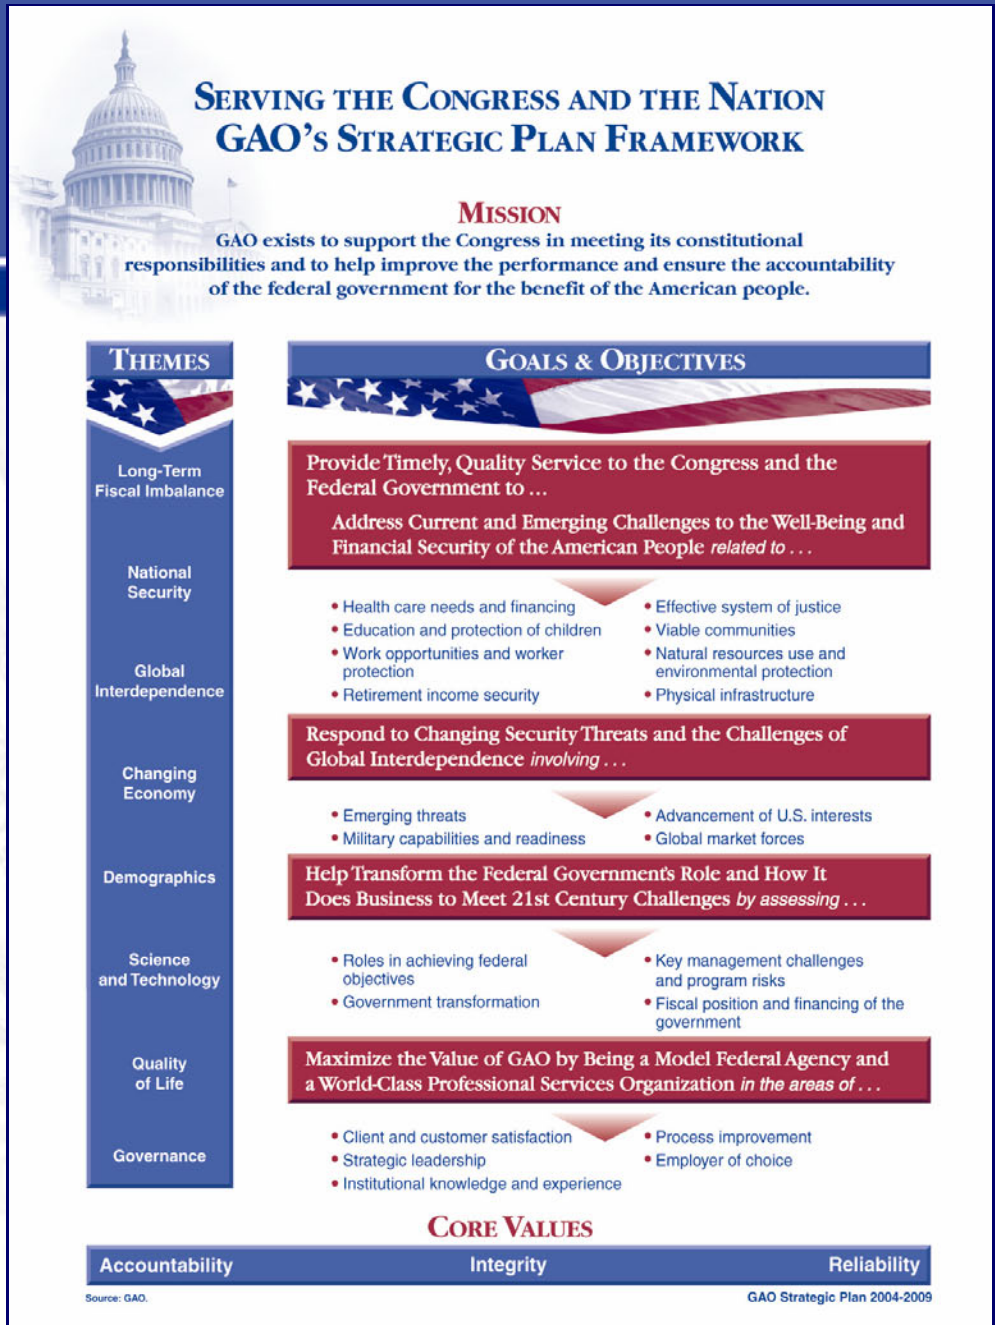 SERVING THE CONGRESS AND THE NATION
GAO'S STRATEGIC PLAN FRAMEWORK
MISSION
GAO exists to support the Congress in meeting its constitutional
responsibilities and to help improve the performance and ensure the accountability
of the federal government for the benefit of the American people.
THEMES
Long-Term
Fiscal Imbalance
National
Security
Global
Interdependence
Changing
Economy
Demographics
Science
and Technology
Quality
of Life
Governance
GOALS & OBJECTIVES
Provide Timely, Quality Service to the Congress and the
Federal Government to ...
Address Current and Emerging Challenges to the Well-Being and
Financial Security of the American People related to . . .
• Health care needs and financing
• Education and protection of children
• Work opportunities and worker
protection
• Retirement income security
• Effective system of justice
• Viable communities
• Natural resources use and
environmental protection
• Physical infrastructure
Respond to Changing Security Threats and the Challenges of
Global Interdependence involving . . .
• Emerging threats
• Military capabilities and readiness
• Advancement of U.S. interests
• Global market forces
Help Transform the Federal Government's Role and How It
Does Business to Meet 21st Century Challenges by assessing . . .
• Roles in achieving federal
objectives
• Government transformation
• Key management challenges
and program risks
• Fiscal position and financing of the
government
Maximize the Value of GAO by Being a Model Federal Agency and
a World-Class Professional Services Organization in the areas of . . .
• Client and customer satisfaction
• Strategic leadership
• Institutional knowledge and experience
• Process improvement
• Employer of choice
CORE VALUES
Accountability Integrity Reliability
Source: GAO. GAO Strategic Plan 2004-2009